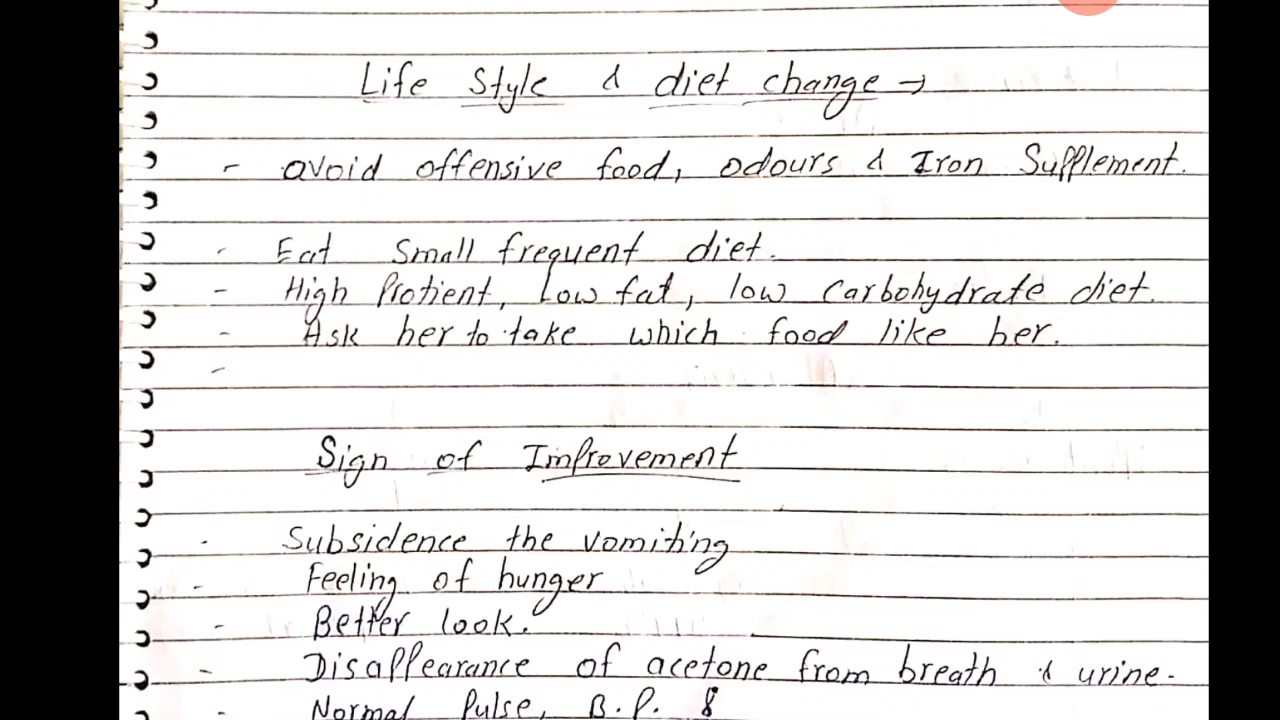 Life Style & diet change →
- avoid offensive food, odours & Iron Supplement.
- Eat Small frequent diet.
- High Protient, Low fat, low Carbohydrate diet.
- Ask her to take which food like her.
-
Sign of Improvement
- Subsidence the vomiting
- Feeling of hunger
- Better look.
- Disappearance of acetone from breath & urine.
- Normal Pulse, B.P. &